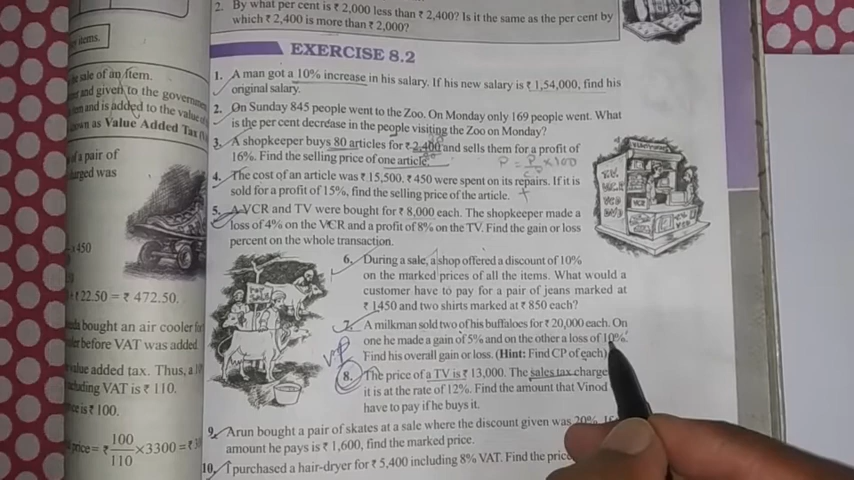 2. By what per cent is ₹ 2,000 less than ₹ 2,400? Is it the same as the per cent by
which ₹ 2,400 is more than ₹ 2,000?
items.
EXERCISE 8.2
1. A man got a 10% increase in his salary. If his new salary is ₹ 1,54,000, find his
original salary.
2. On Sunday 845 people went to the Zoo. On Monday only 169 people went. What
is the per cent decrease in the people visiting the Zoo on Monday?
3. A shopkeeper buys 80 articles for ₹ 2,400 and sells them for a profit of
16%. Find the selling price of one article.
4. The cost of an article was ₹ 15,500. ₹ 450 were spent on its repairs. If it is
sold for a profit of 15%, find the selling price of the article.
5. A VCR and TV were bought for ₹ 8,000 each. The shopkeeper made a
loss of 4% on the VCR and a profit of 8% on the TV. Find the gain or loss
percent on the whole transaction.
6. During a sale, a shop offered a discount of 10%
on the marked prices of all the items. What would a
customer have to pay for a pair of jeans marked at
₹ 1450 and two shirts marked at ₹ 850 each?
7. A milkman sold two of his buffaloes for ₹ 20,000 each. On
one he made a gain of 5% and on the other a loss of 10%.
Find his overall gain or loss. (Hint: Find CP of each)
8. The price of a TV is ₹ 13,000. The sales tax charged
it is at the rate of 12%. Find the amount that Vinod
have to pay if he buys it.
9. Arun bought a pair of skates at a sale where the discount given was 20%. If
amount he pays is ₹ 1,600, find the marked price.
10. I purchased a hair-dryer for ₹ 5,400 including 8% VAT. Find the price
sale of an item.
and given to the governm
and is added to the value of
known as Value Added Tax
of a pair of
charged was
× 450
+ ₹ 22.50 = ₹ 472.50.
bought an air cooler for
before VAT was added.
value added tax. Thus, a
including VAT is ₹ 110.
price is ₹ 100.
price = ₹ 100/110 × 3300 = ₹
P = P/CP × 100
VIP